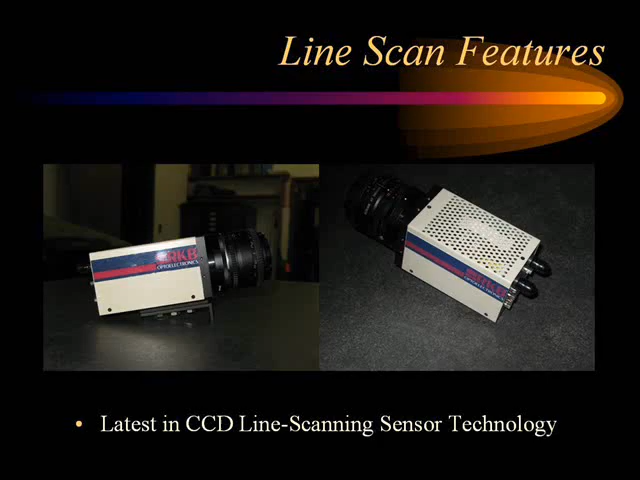 Line Scan Features
RKB
OPTOELECTRONICS
RKB
OPTOELECTRONICS
• Latest in CCD Line-Scanning Sensor Technology